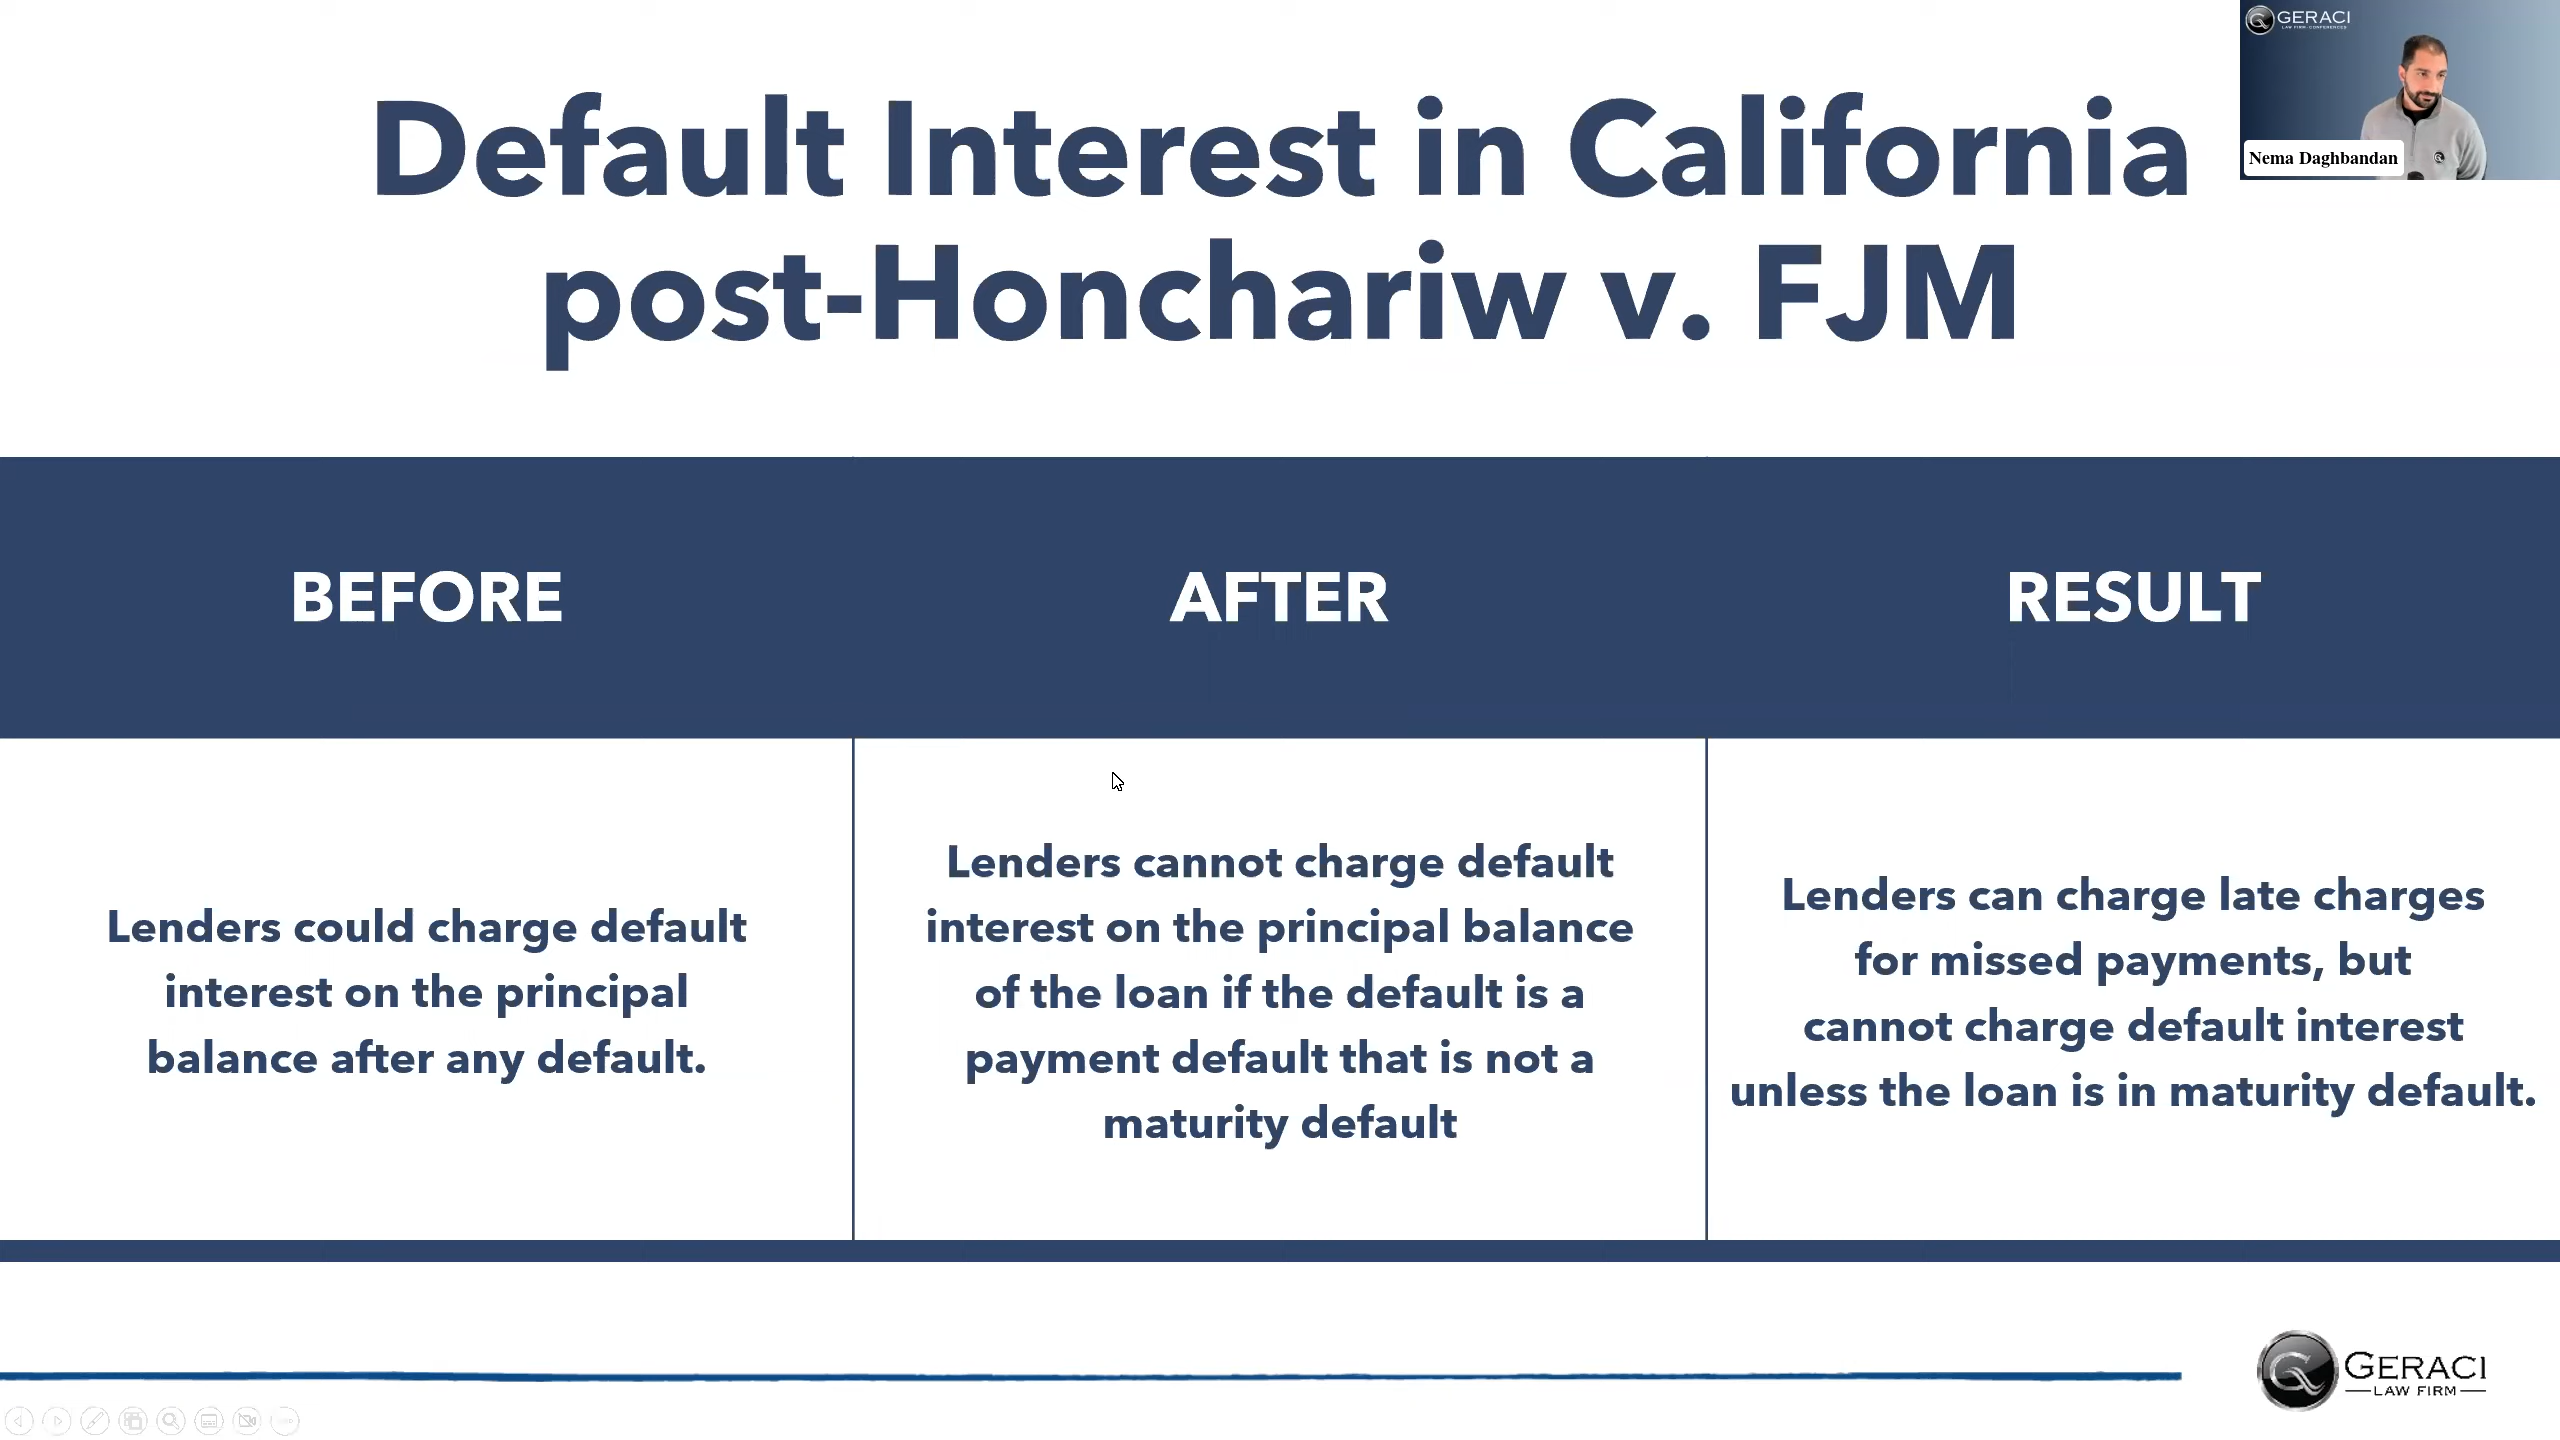 Default Interest in California
post-Honchariw v. FJM
GERACI
Nema Daghbandan
BEFORE
AFTER
RESULT
Lenders could charge default
interest on the principal
balance after any default.
Lenders cannot charge default
interest on the principal balance
of the loan if the default is a
payment default that is not a
maturity default
Lenders can charge late charges
for missed payments, but
cannot charge default interest
unless the loan is in maturity default.
GERACI
LAW FIRM